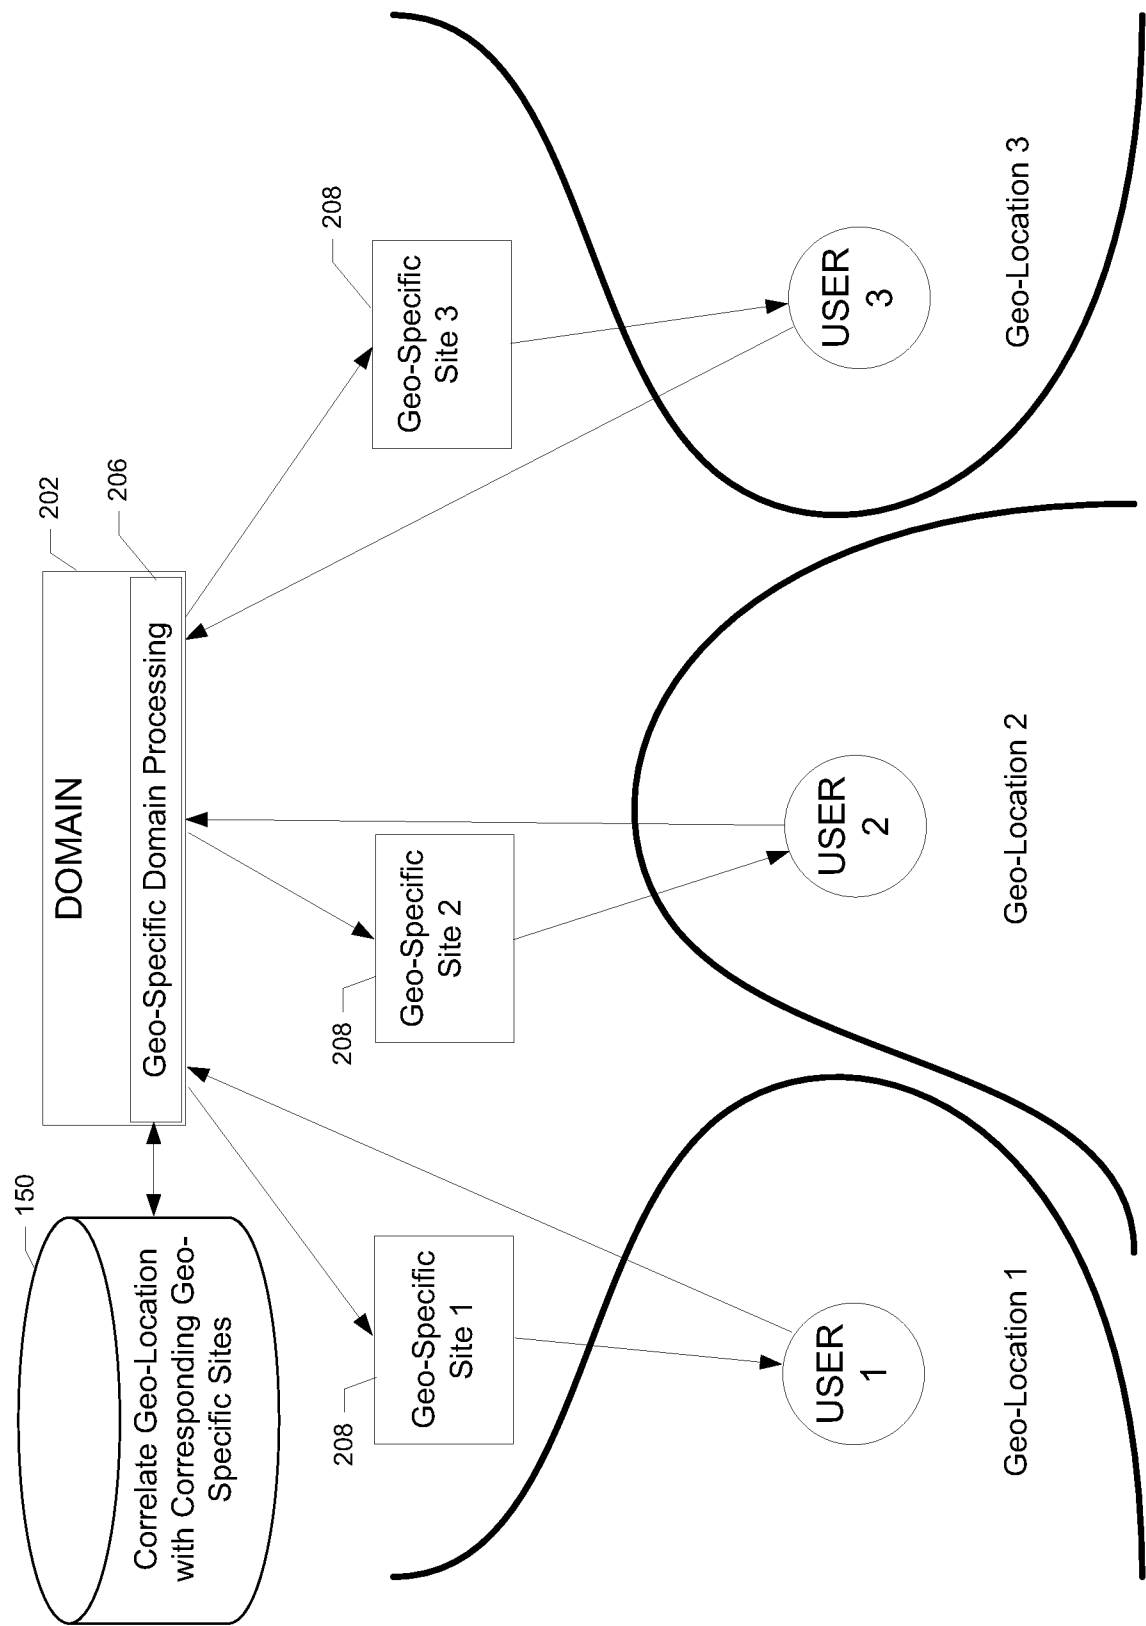 150
Correlate Geo-Location
with Corresponding Geo-
Specific Sites
DOMAIN
202
Geo-Specific Domain Processing
206
208
Geo-Specific
Site 1
208
Geo-Specific
Site 2
208
Geo-Specific
Site 3
USER
1
USER
2
USER
3
Geo-Location 1
Geo-Location 2
Geo-Location 3